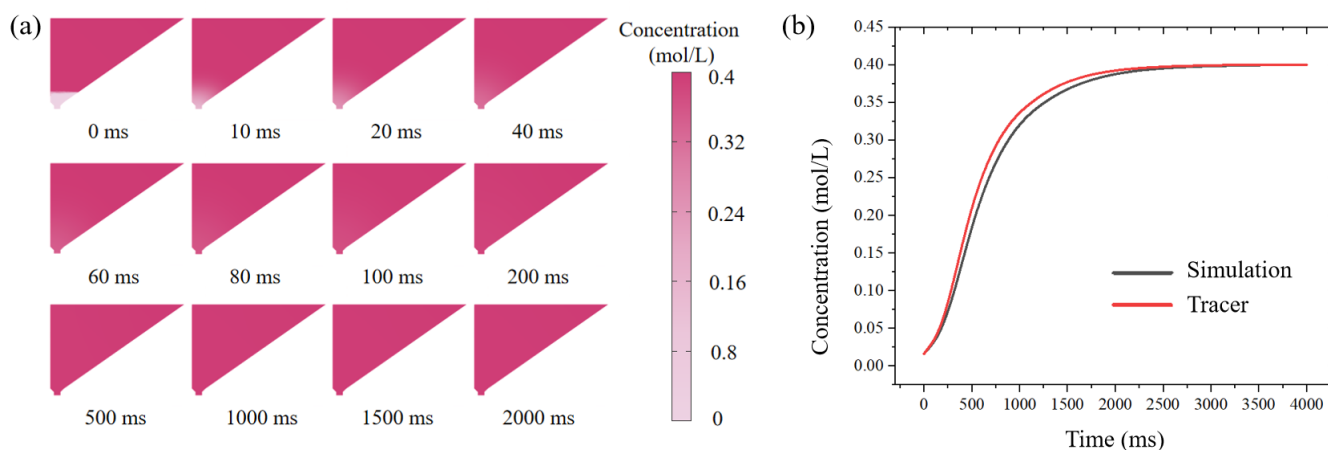 (a)
Concentration
(mol/L)
0 ms
10 ms
20 ms
40 ms
60 ms
80 ms
100 ms
200 ms
500 ms
1000 ms
1500 ms
2000 ms
0.4
0.32
0.24
0.16
0.8
0
(b)
Concentration (mol/L)
0.45
0.40
0.35
0.30
0.25
0.20
0.15
0.10
0.05
0.00
Simulation
Tracer
0 500 1000 1500 2000 2500 3000 3500 4000
Time (ms)